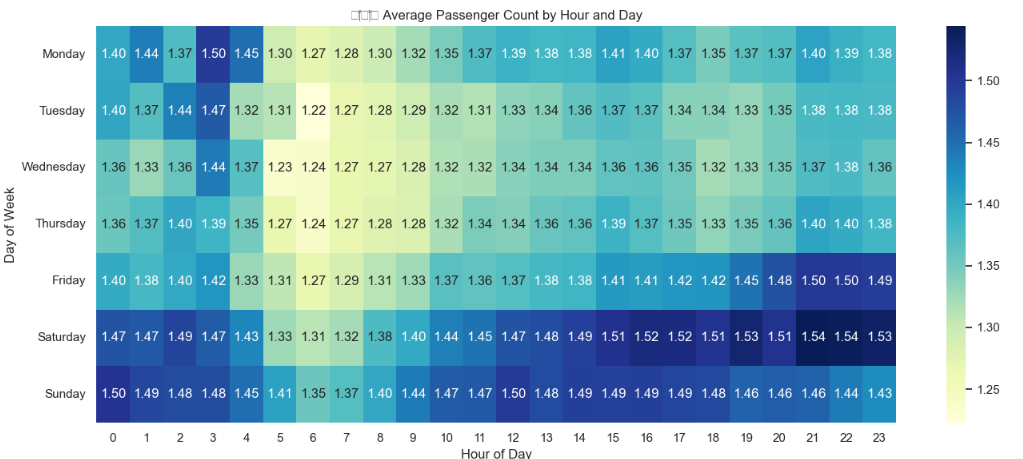 Average Passenger Count by Hour and Day
Monday 1.40 1.44 1.37 1.50 1.45 1.30 1.27 1.28 1.30 1.32 1.35 1.37 1.39 1.38 1.38 1.41 1.40 1.37 1.35 1.37 1.37 1.40 1.39 1.38
Tuesday 1.40 1.37 1.44 1.47 1.32 1.31 1.22 1.27 1.28 1.29 1.32 1.31 1.33 1.34 1.36 1.37 1.37 1.34 1.34 1.33 1.35 1.38 1.38 1.38
Wednesday 1.36 1.33 1.36 1.44 1.37 1.23 1.24 1.27 1.27 1.28 1.32 1.32 1.34 1.34 1.34 1.36 1.36 1.35 1.32 1.33 1.35 1.37 1.38 1.36
Thursday 1.36 1.37 1.40 1.39 1.35 1.27 1.24 1.27 1.28 1.28 1.32 1.34 1.34 1.36 1.36 1.39 1.37 1.35 1.33 1.35 1.36 1.40 1.40 1.38
Friday 1.40 1.38 1.40 1.42 1.33 1.31 1.27 1.29 1.31 1.33 1.37 1.36 1.37 1.38 1.38 1.41 1.41 1.42 1.42 1.45 1.48 1.50 1.50 1.49
Saturday 1.47 1.47 1.49 1.47 1.43 1.33 1.31 1.32 1.38 1.40 1.44 1.45 1.47 1.48 1.49 1.51 1.52 1.52 1.51 1.53 1.51 1.54 1.54 1.53
Sunday 1.50 1.49 1.48 1.48 1.45 1.41 1.35 1.37 1.40 1.44 1.47 1.47 1.50 1.48 1.49 1.49 1.49 1.49 1.48 1.46 1.46 1.46 1.44 1.43
0 1 2 3 4 5 6 7 8 9 10 11 12 13 14 15 16 17 18 19 20 21 22 23
Hour of Day
Day of Week
1.50
1.45
1.40
1.35
1.30
1.25